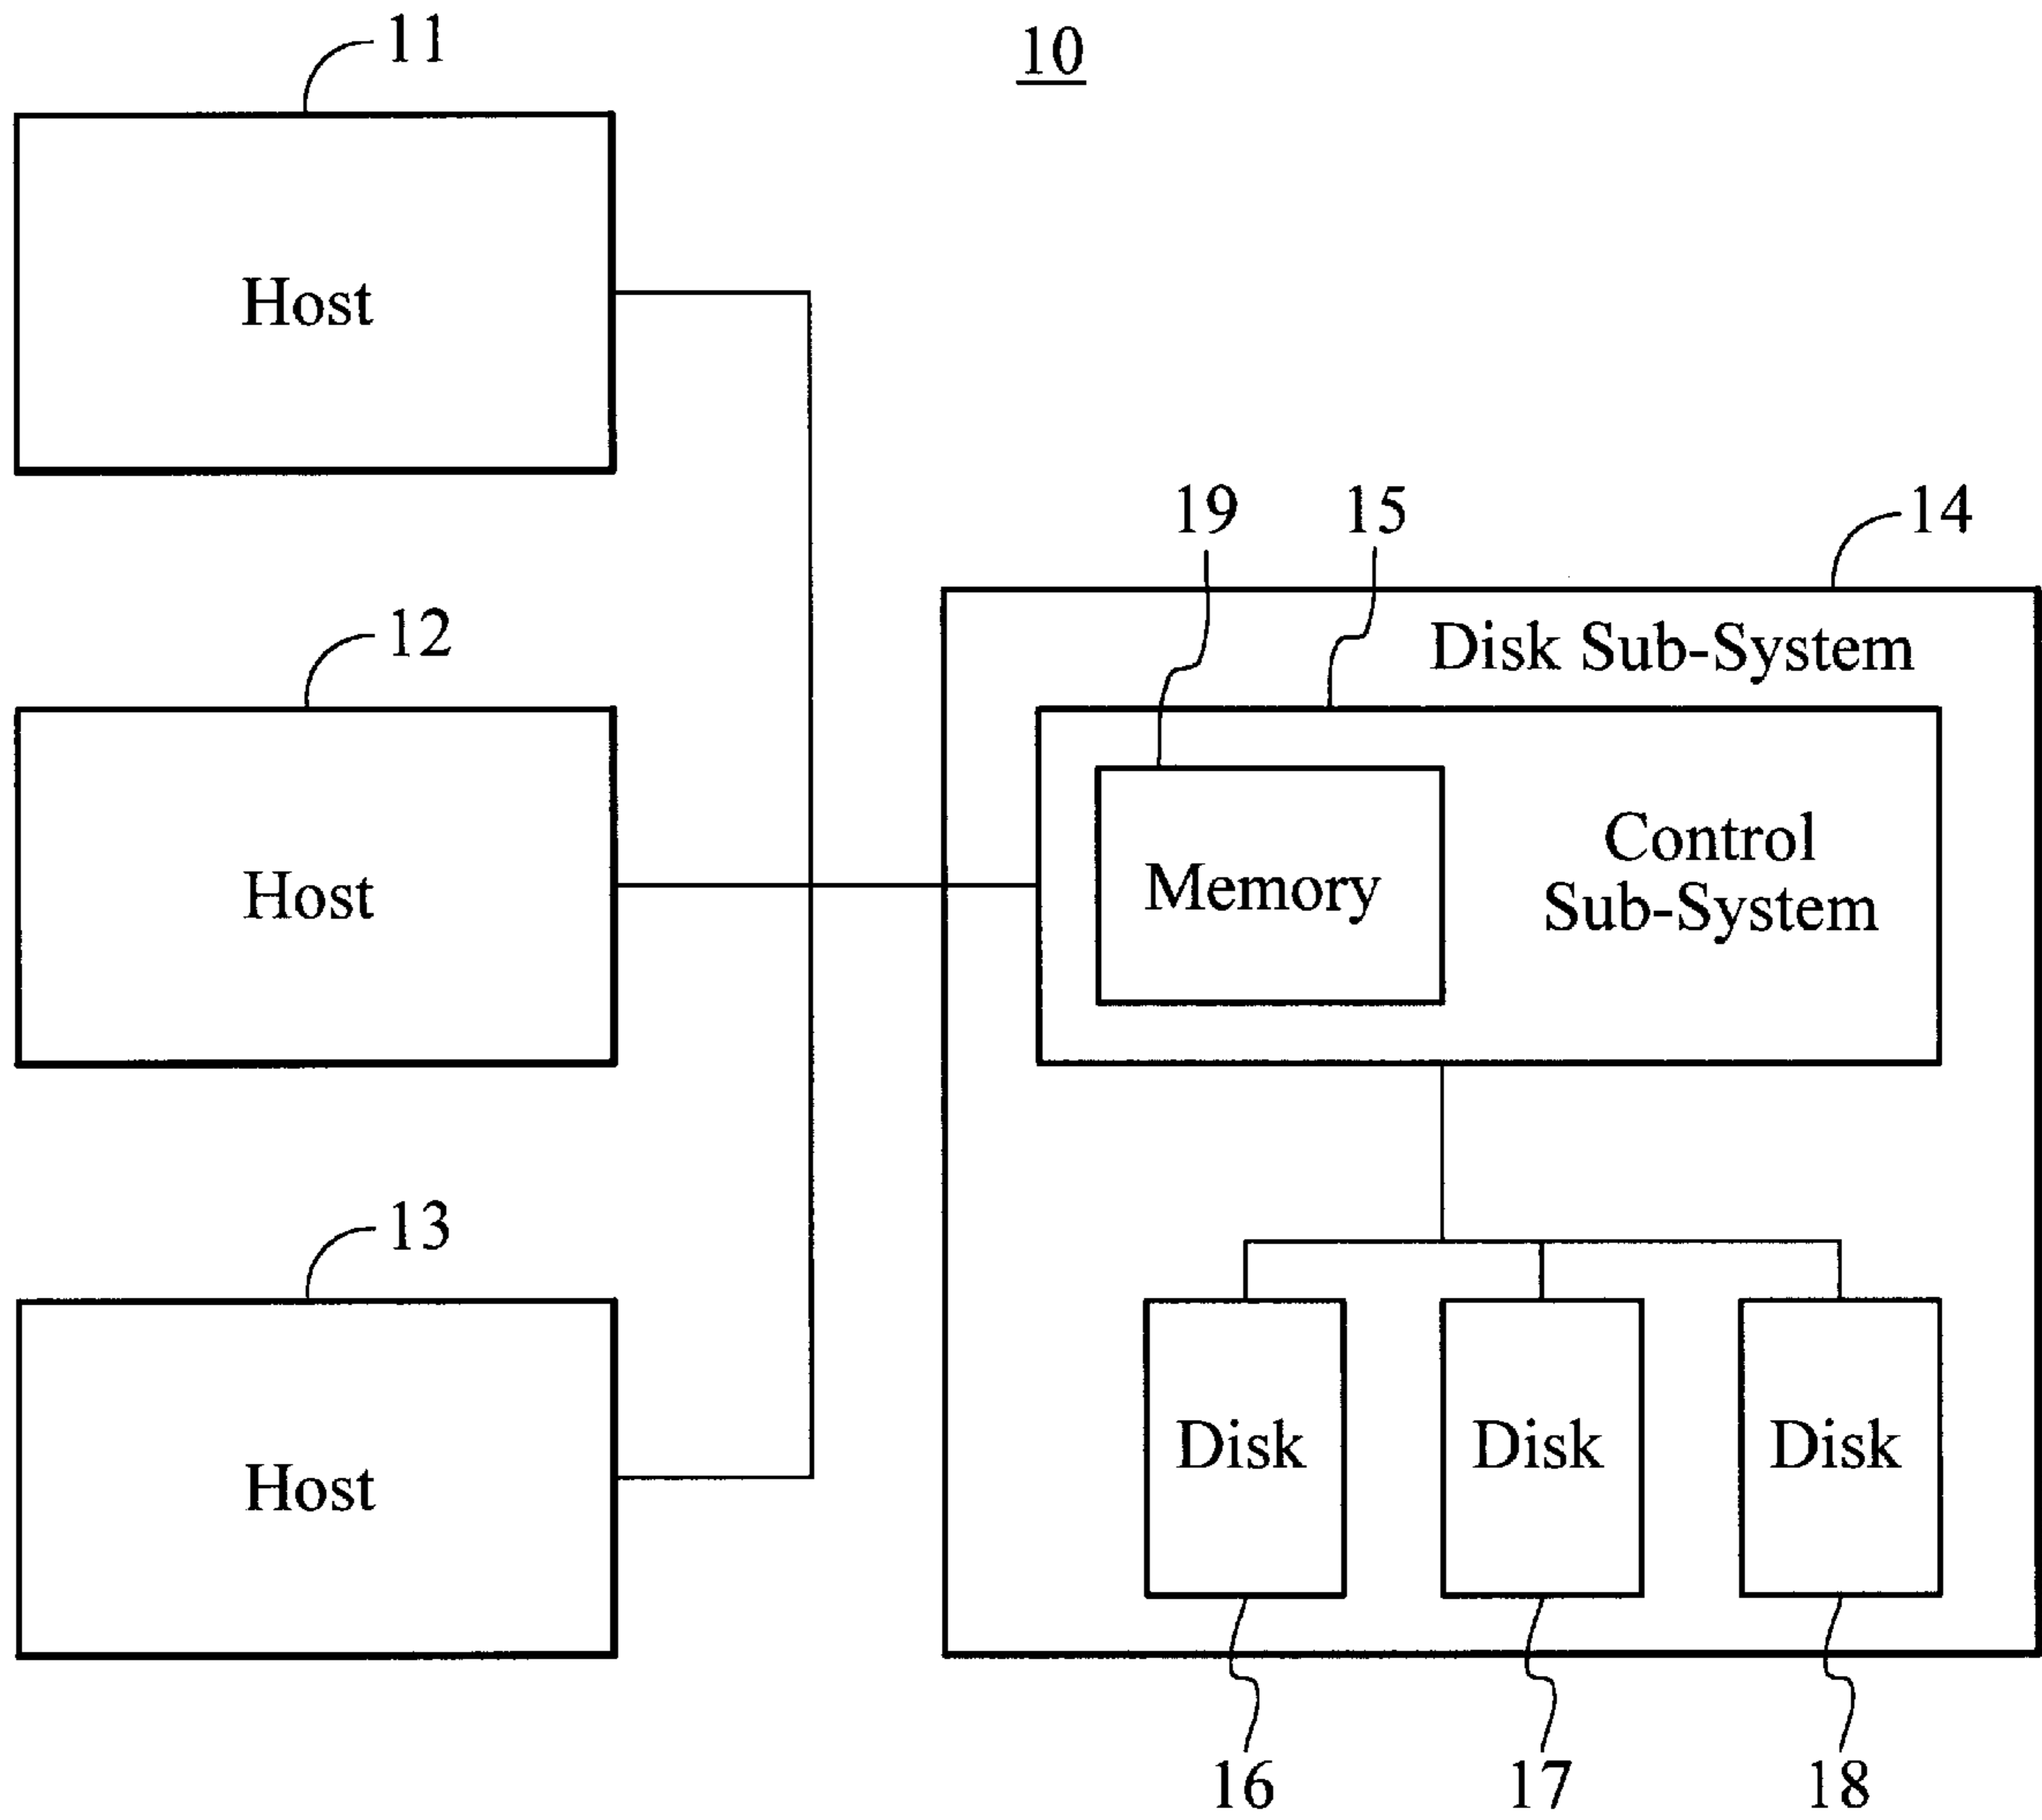 11
10
Host
19
15
14
12
Disk Sub-System
Host
Memory
Control
Sub-System
13
Host
Disk
Disk
Disk
16
17
18